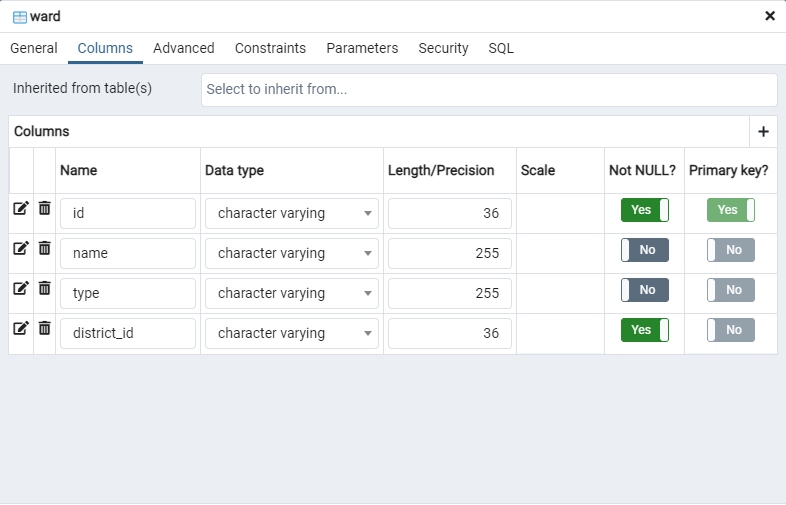 ward
General Columns Advanced Constraints Parameters Security SQL
Inherited from table(s) Select to inherit from...
Columns
Name Data type Length/Precision Scale Not NULL? Primary key?
id character varying 36 Yes Yes
name character varying 255 No No
type character varying 255 No No
district_id character varying 36 Yes No